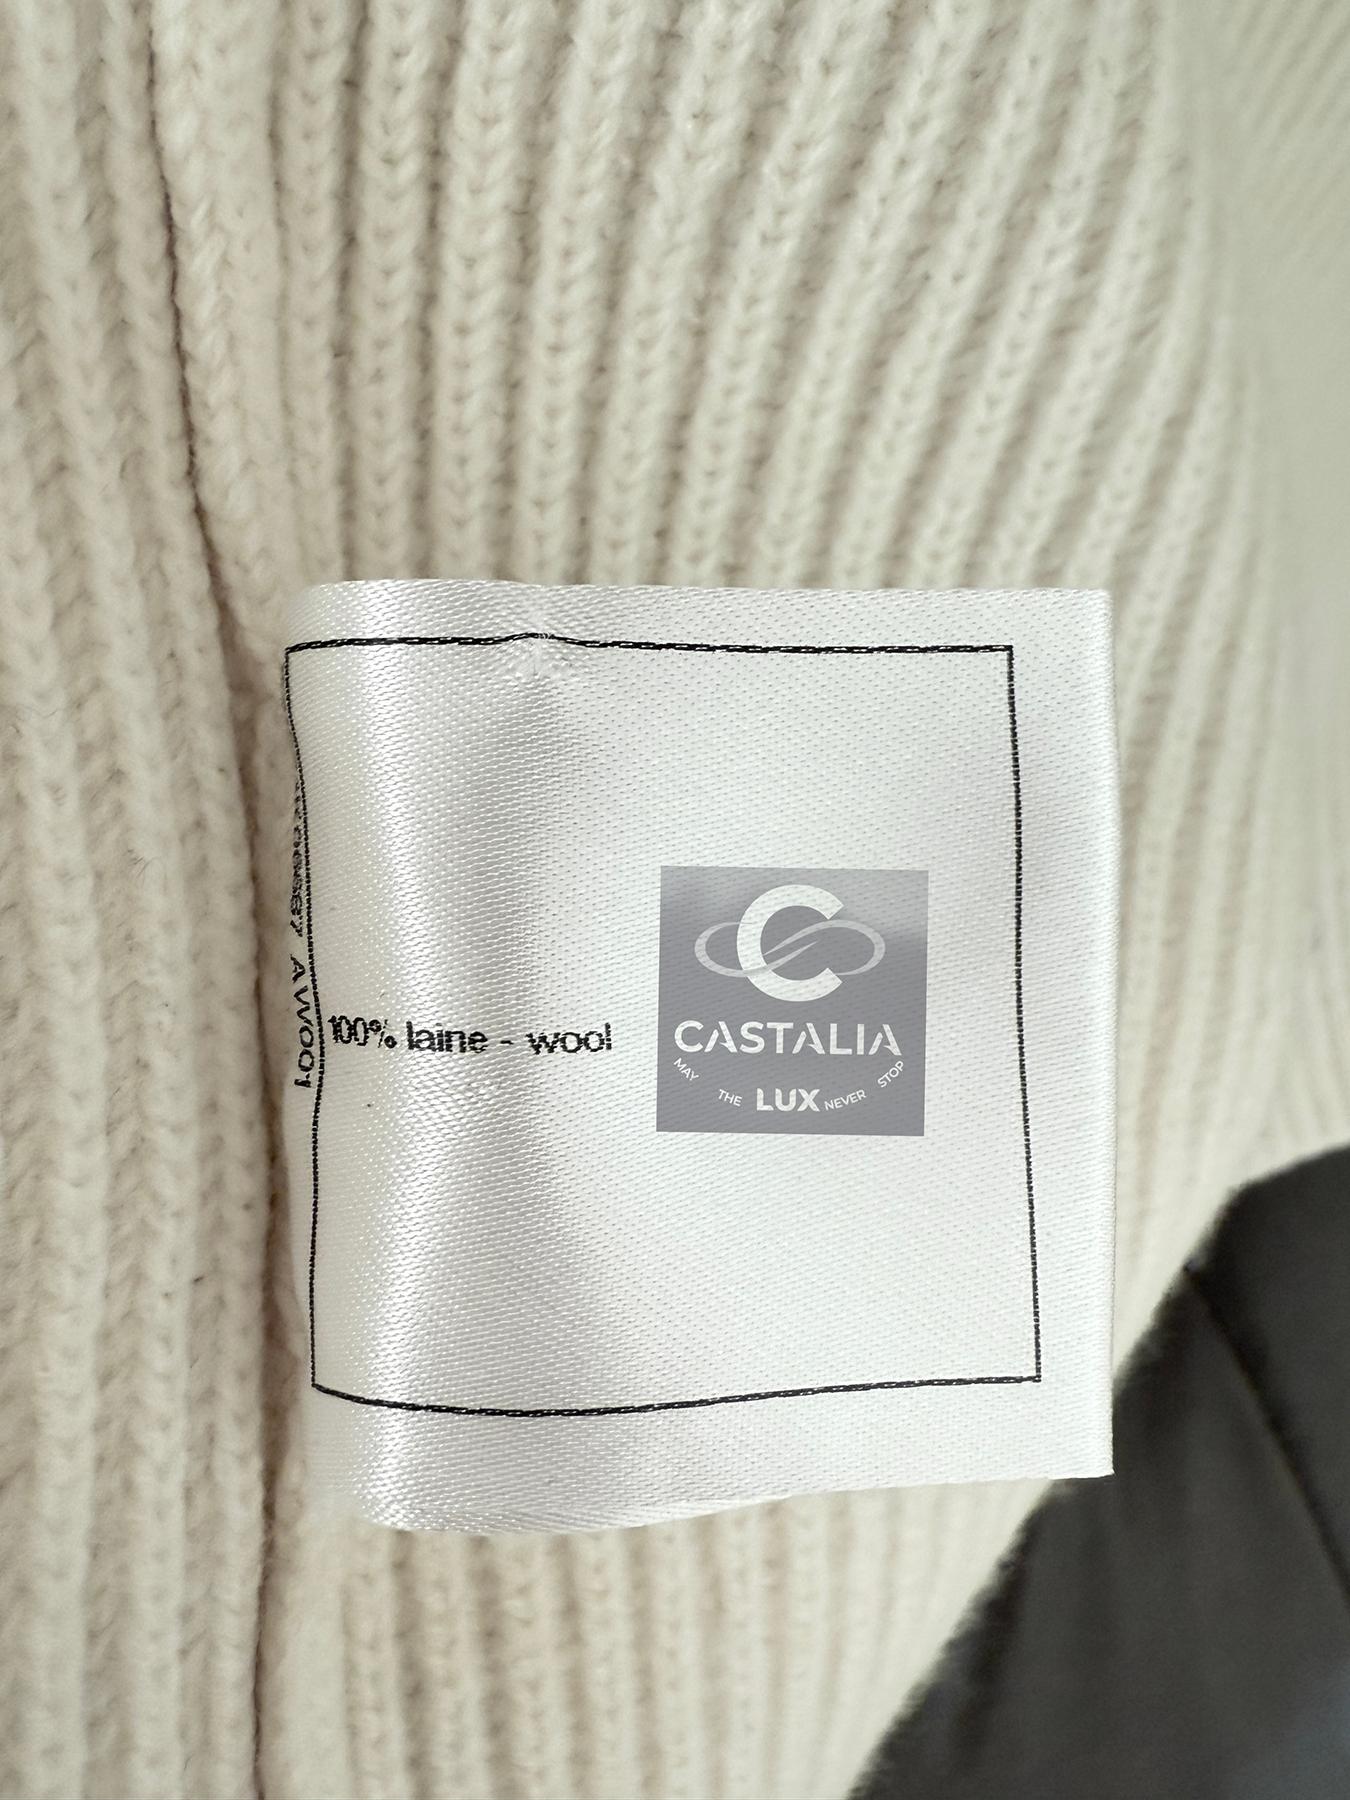 100% laine - wool
C
CASTALIA
MAY THE LUX NEVER STOP